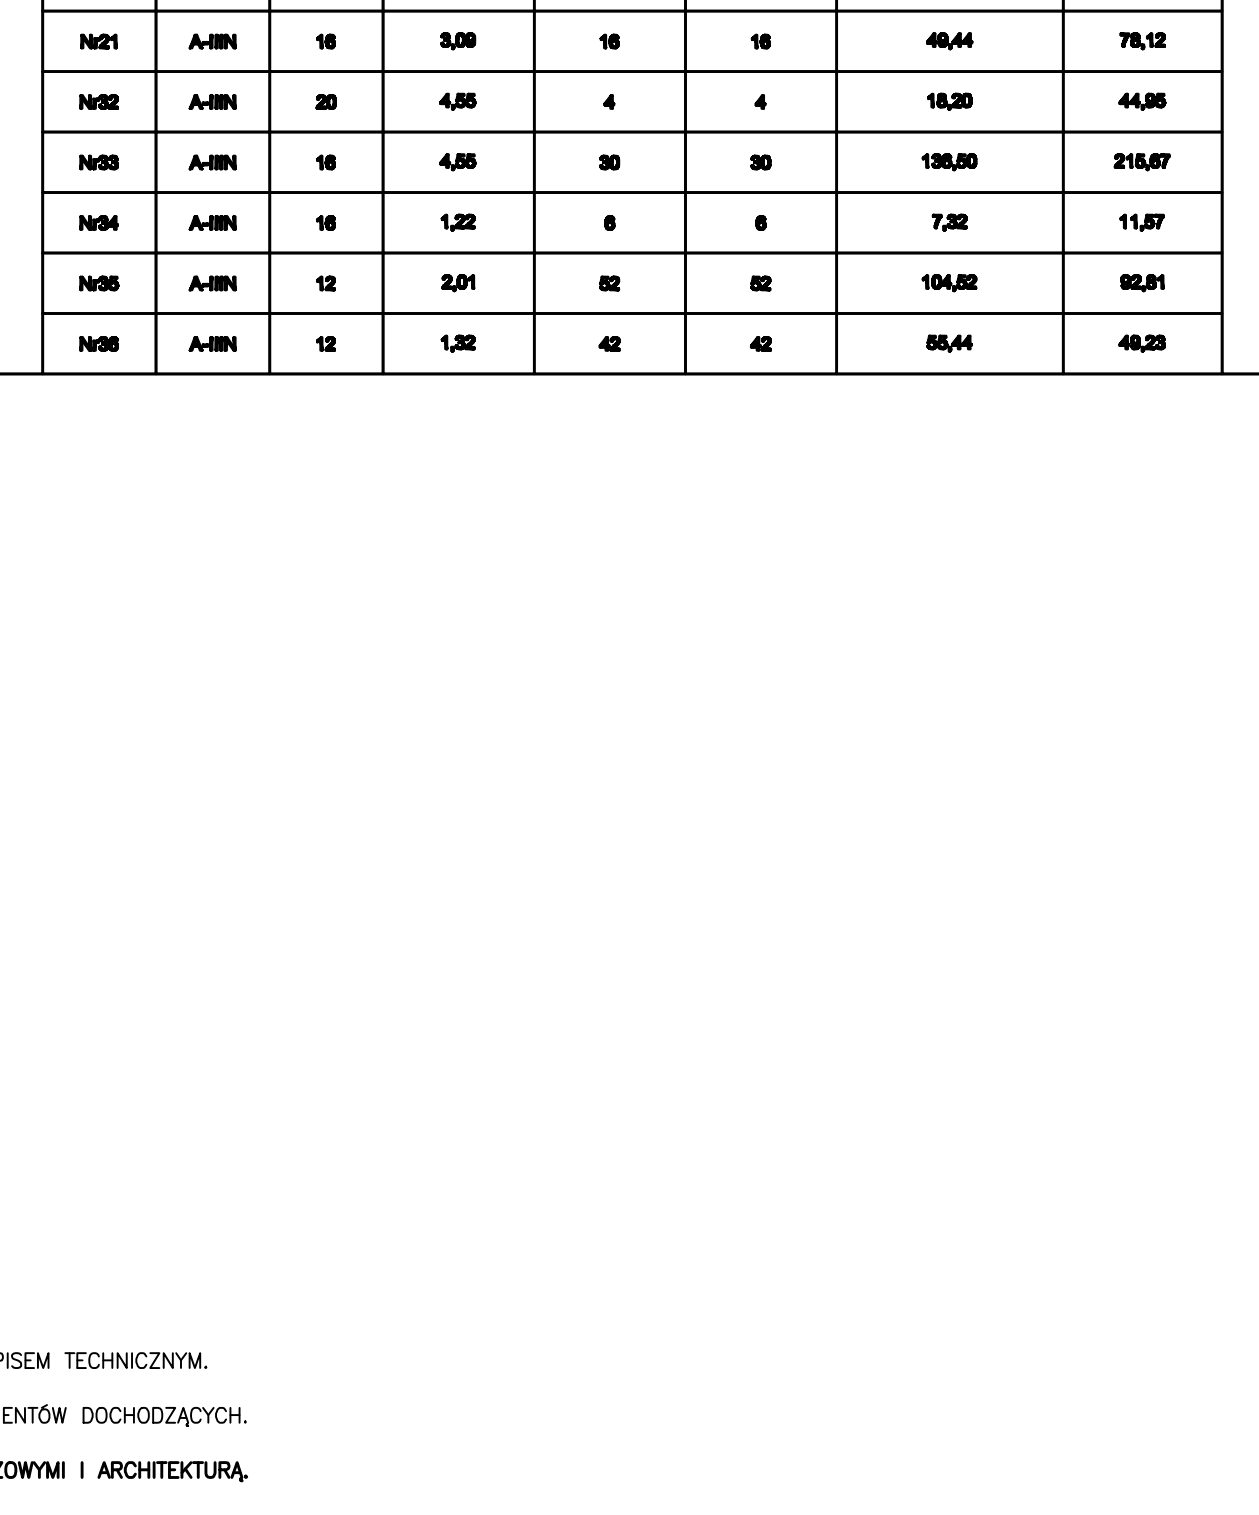 Nr21 A-IIIN 16 3,09 16 16 49,44 78,12
Nr32 A-IIIN 20 4,55 4 4 18,20 44,95
Nr33 A-IIIN 16 4,55 30 30 136,50 215,67
Nr34 A-IIIN 16 1,22 6 6 7,32 11,57
Nr35 A-IIIN 12 2,01 52 52 104,52 92,81
Nr36 A-IIIN 12 1,32 42 42 55,44 49,23
PISEM TECHNICZNYM.
ENTÓW DOCHODZĄCYCH.
ZOWYMI I ARCHITEKTURĄ.